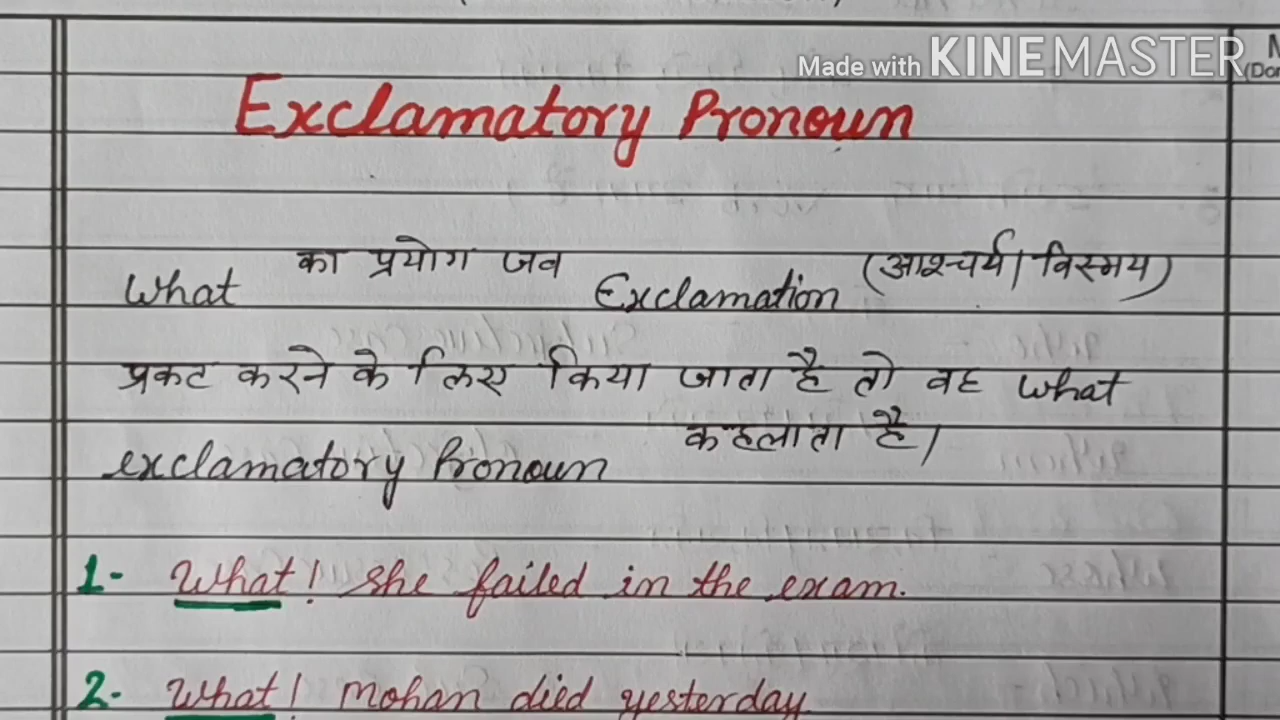 Made with KINEMASTER
Exclamatory Pronoun
What का प्रयोग जब Exclamation (आश्चर्य/विस्मय)
प्रकट करने के लिए किया जाता है तो वह what
exclamatory Pronoun कहलाता है।
1- What! she failed in the exam.
2- What! mohan died yesterday